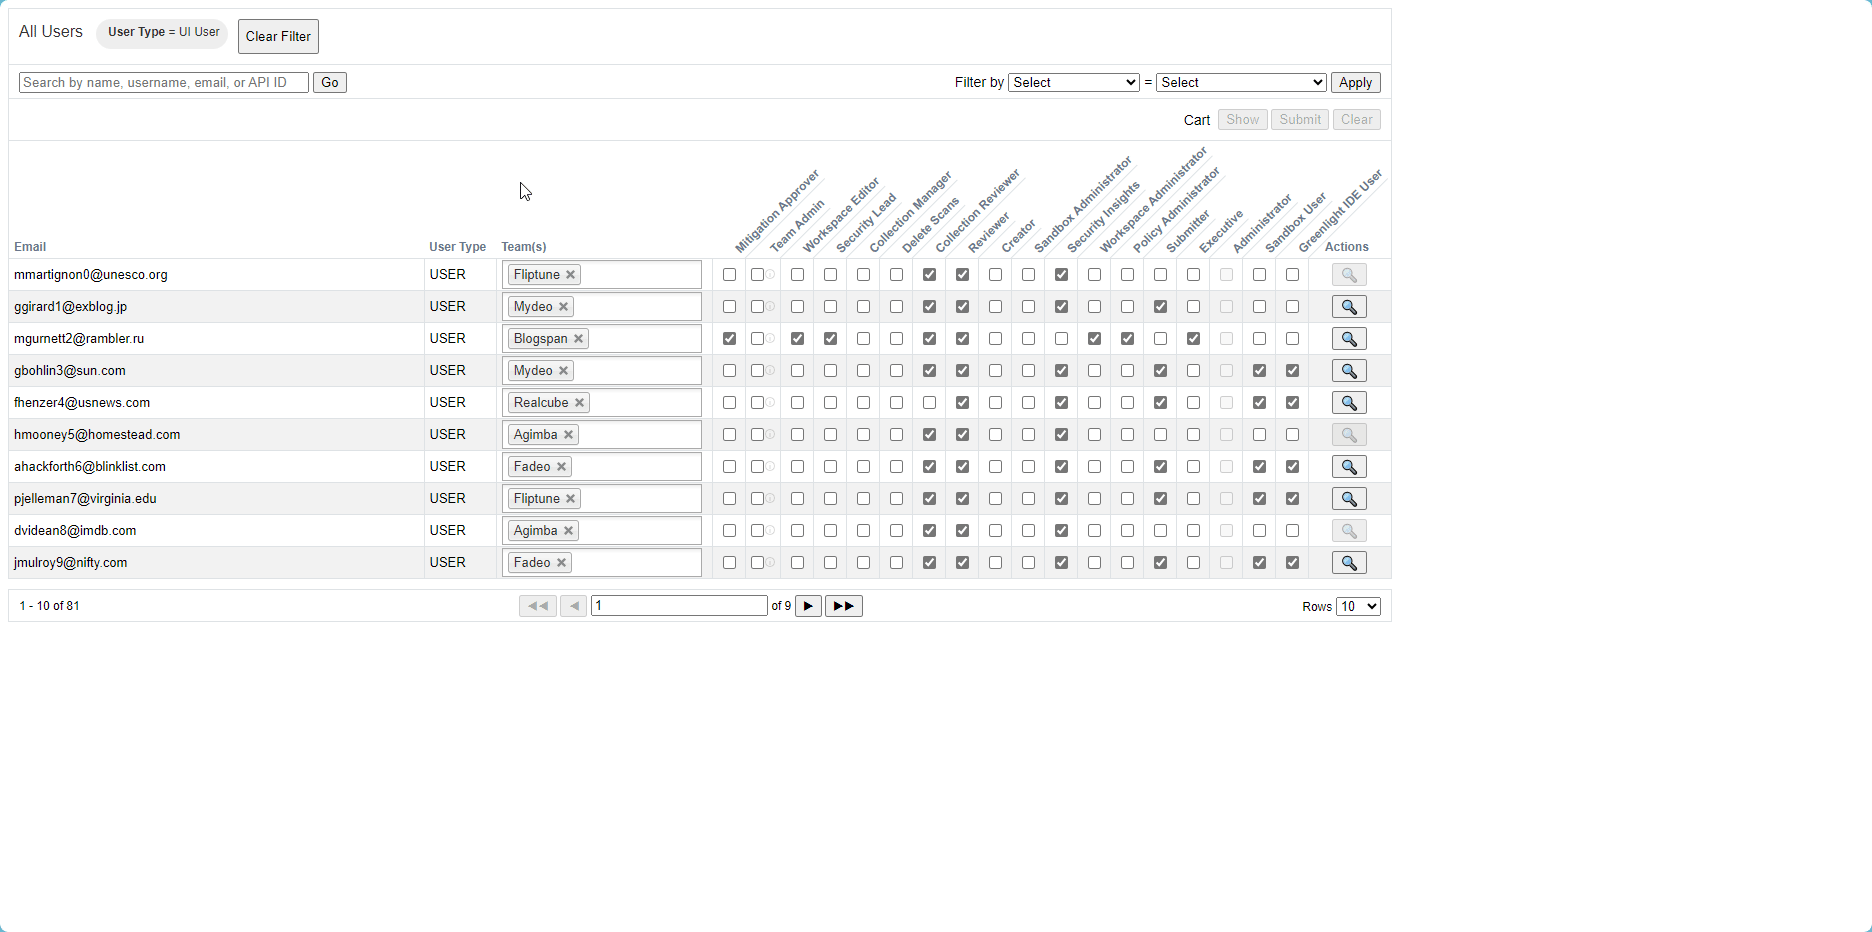 All Users User Type = UI User Clear Filter
Search by name, username, email, or API ID Go Filter by Select = Select Apply
Cart Show Submit Clear
Email User Type Team(s) Mitigation Approver Team Admin Workspace Editor Security Lead Collection Manager Delete Scans Collection Reviewer Reviewer Creator Sandbox Administrator Security Insights Workspace Administrator Policy Administrator Submitter Executive Administrator Sandbox User Greenlight IDE User Actions
mmartignon0@unesco.org USER Fliptune
ggirard1@exblog.jp USER Mydeo
mgurnett2@rambler.ru USER Blogspan
gbohlin3@sun.com USER Mydeo
fhenzer4@usnews.com USER Realcube
hmooney5@homestead.com USER Agimba
ahackforth6@blinklist.com USER Fadeo
pjelleman7@virginia.edu USER Fliptune
dvidean8@imdb.com USER Agimba
jmulroy9@nifty.com USER Fadeo
1 - 10 of 81 1 of 9 Rows 10